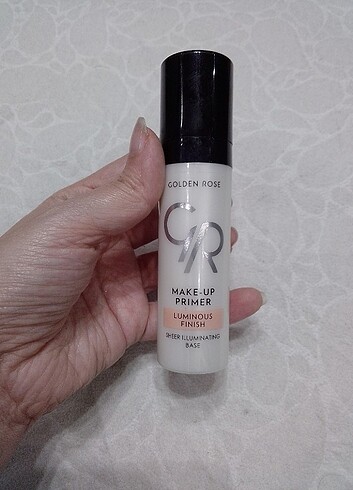 GOLDEN ROSE
GR
MAKE-UP
PRIMER
LUMINOUS
FINISH
SHEER ILLUMINATING
BASE